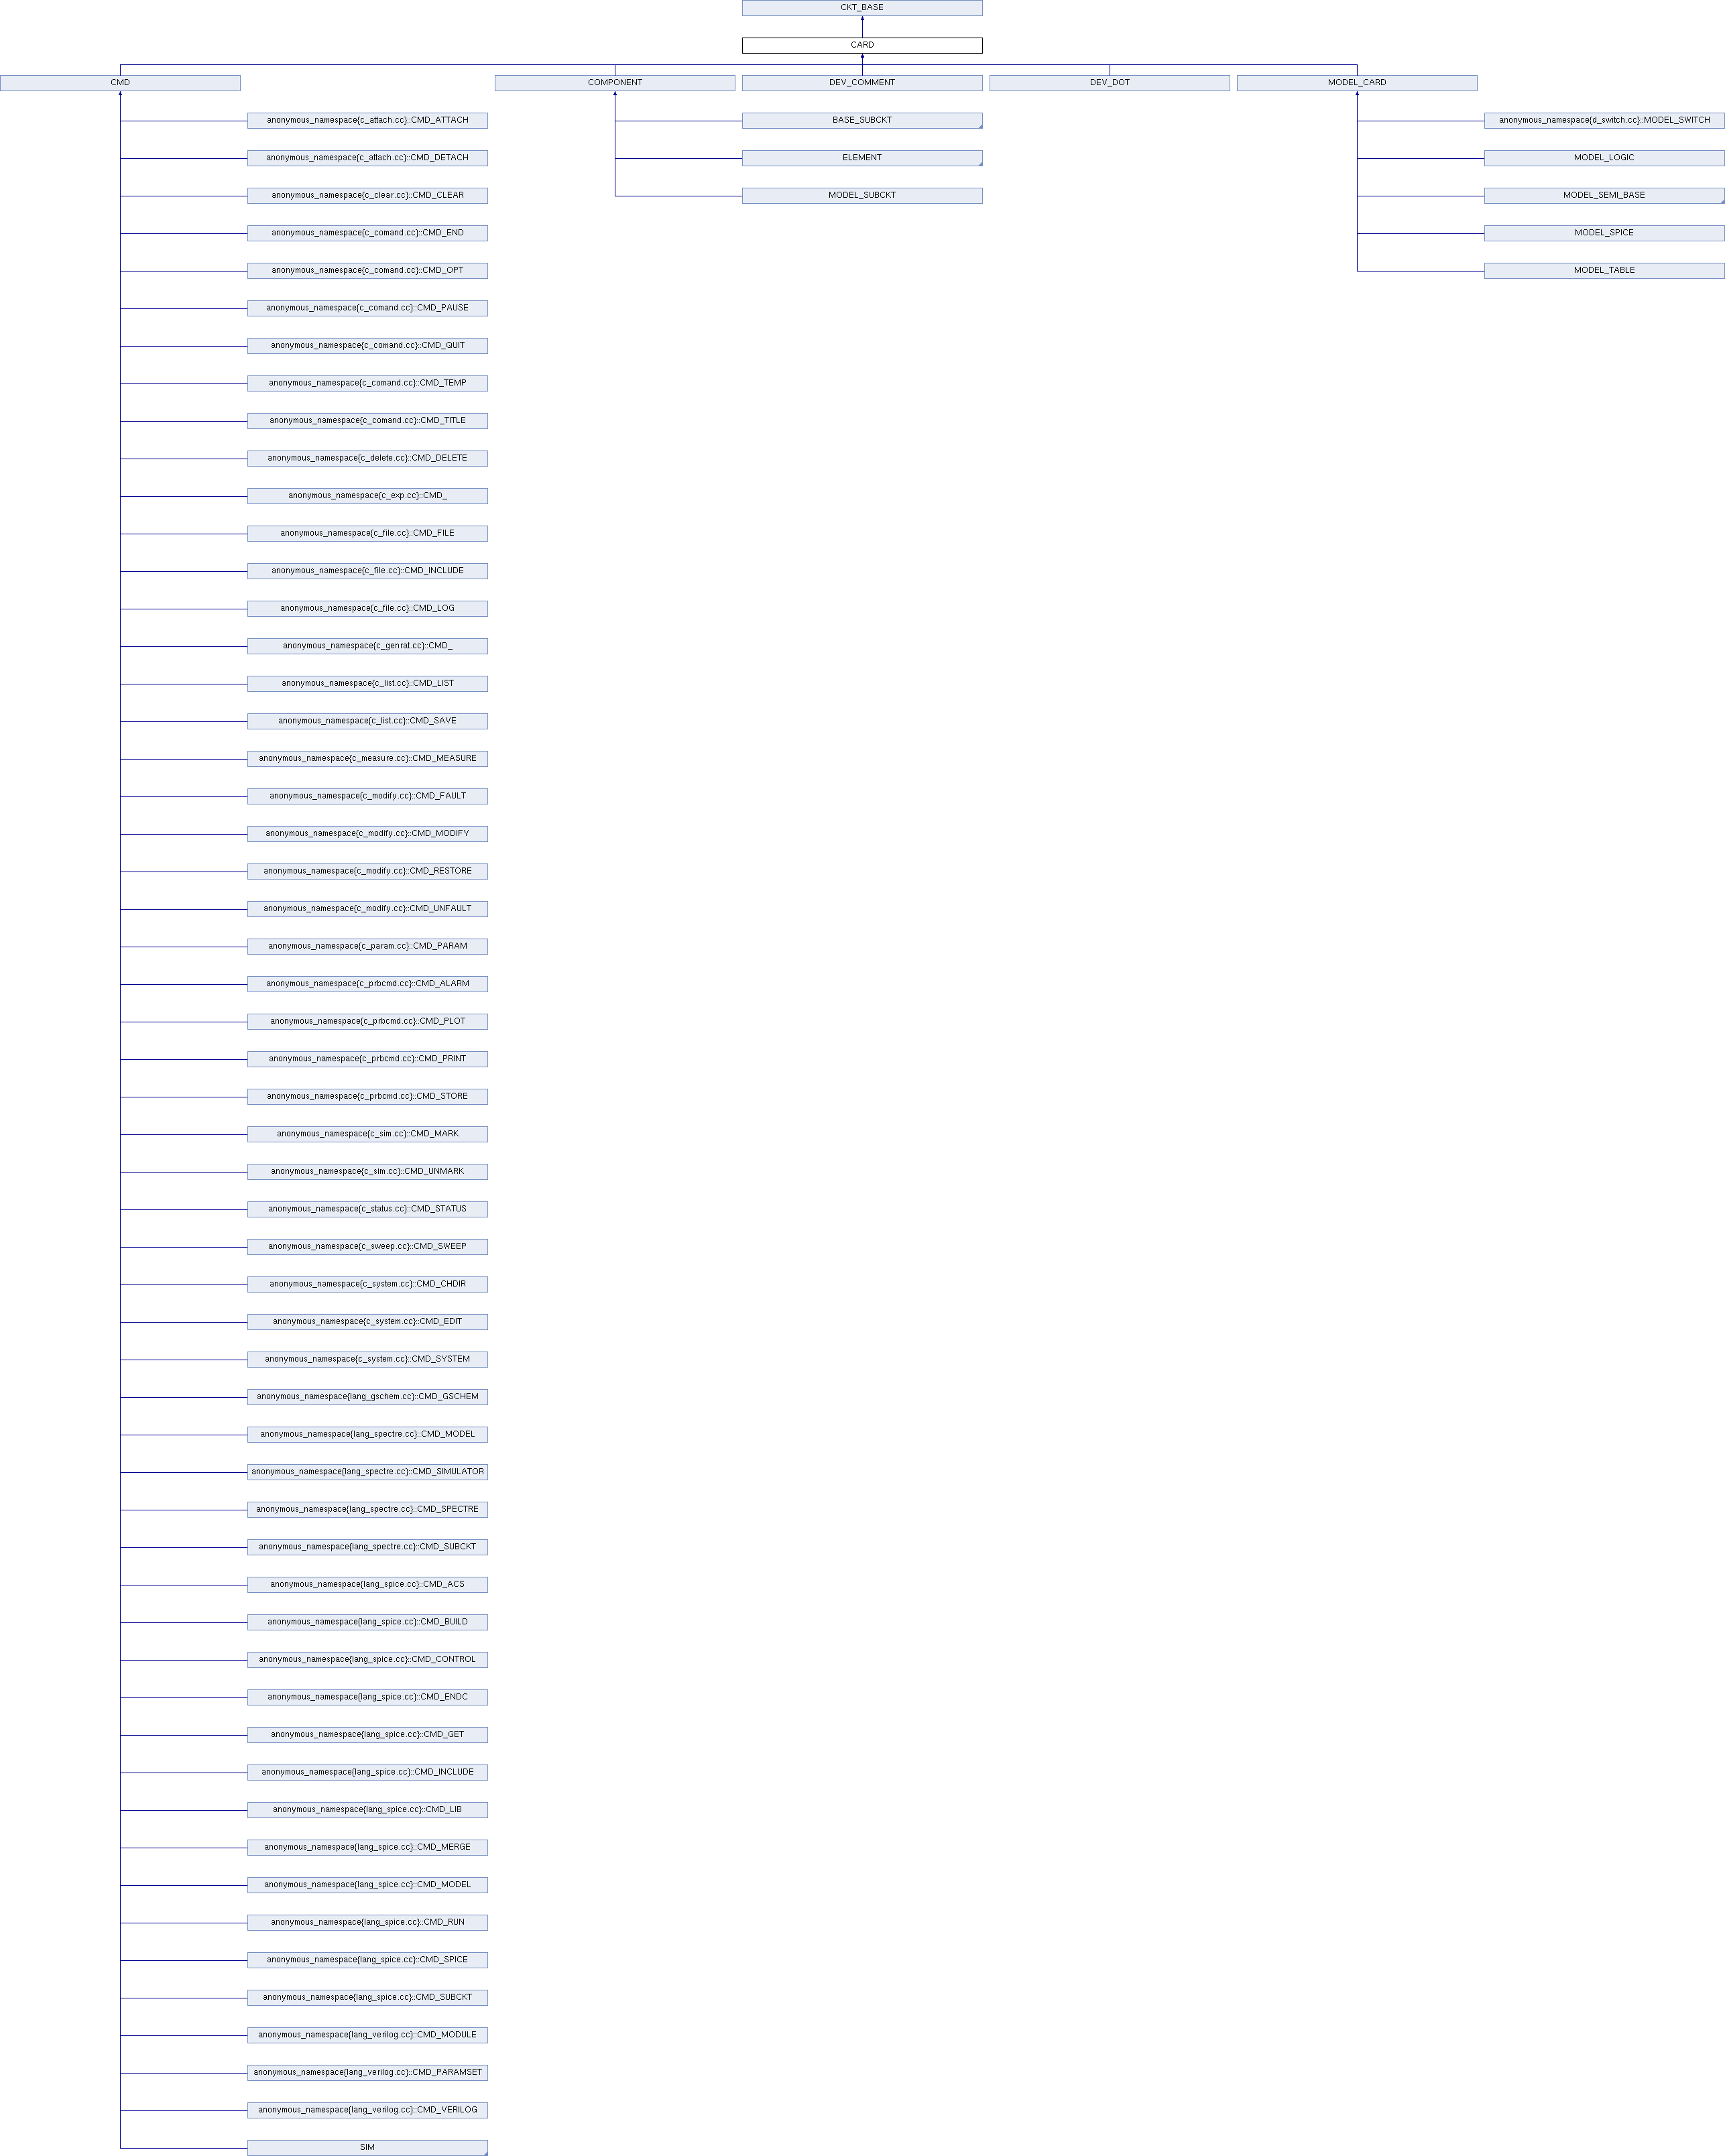 CKT_BASE
CARD
CMD
COMPONENT
DEV_COMMENT
DEV_DOT
MODEL_CARD
anonymous_namespace{c_attach.cc}::CMD_ATTACH
BASE_SUBCKT
anonymous_namespace{d_switch.cc}::MODEL_SWITCH
anonymous_namespace{c_attach.cc}::CMD_DETACH
ELEMENT
MODEL_LOGIC
anonymous_namespace{c_clear.cc}::CMD_CLEAR
MODEL_SUBCKT
MODEL_SEMI_BASE
anonymous_namespace{c_comand.cc}::CMD_END
MODEL_SPICE
anonymous_namespace{c_comand.cc}::CMD_OPT
MODEL_TABLE
anonymous_namespace{c_comand.cc}::CMD_PAUSE
anonymous_namespace{c_comand.cc}::CMD_QUIT
anonymous_namespace{c_comand.cc}::CMD_TEMP
anonymous_namespace{c_comand.cc}::CMD_TITLE
anonymous_namespace{c_delete.cc}::CMD_DELETE
anonymous_namespace{c_exp.cc}::CMD_
anonymous_namespace{c_file.cc}::CMD_FILE
anonymous_namespace{c_file.cc}::CMD_INCLUDE
anonymous_namespace{c_file.cc}::CMD_LOG
anonymous_namespace{c_genrat.cc}::CMD_
anonymous_namespace{c_list.cc}::CMD_LIST
anonymous_namespace{c_list.cc}::CMD_SAVE
anonymous_namespace{c_measure.cc}::CMD_MEASURE
anonymous_namespace{c_modify.cc}::CMD_FAULT
anonymous_namespace{c_modify.cc}::CMD_MODIFY
anonymous_namespace{c_modify.cc}::CMD_RESTORE
anonymous_namespace{c_modify.cc}::CMD_UNFAULT
anonymous_namespace{c_param.cc}::CMD_PARAM
anonymous_namespace{c_prbcmd.cc}::CMD_ALARM
anonymous_namespace{c_prbcmd.cc}::CMD_PLOT
anonymous_namespace{c_prbcmd.cc}::CMD_PRINT
anonymous_namespace{c_prbcmd.cc}::CMD_STORE
anonymous_namespace{c_sim.cc}::CMD_MARK
anonymous_namespace{c_sim.cc}::CMD_UNMARK
anonymous_namespace{c_status.cc}::CMD_STATUS
anonymous_namespace{c_sweep.cc}::CMD_SWEEP
anonymous_namespace{c_system.cc}::CMD_CHDIR
anonymous_namespace{c_system.cc}::CMD_EDIT
anonymous_namespace{c_system.cc}::CMD_SYSTEM
anonymous_namespace{lang_gschem.cc}::CMD_GSCHEM
anonymous_namespace{lang_spectre.cc}::CMD_MODEL
anonymous_namespace{lang_spectre.cc}::CMD_SIMULATOR
anonymous_namespace{lang_spectre.cc}::CMD_SPECTRE
anonymous_namespace{lang_spectre.cc}::CMD_SUBCKT
anonymous_namespace{lang_spice.cc}::CMD_ACS
anonymous_namespace{lang_spice.cc}::CMD_BUILD
anonymous_namespace{lang_spice.cc}::CMD_CONTROL
anonymous_namespace{lang_spice.cc}::CMD_ENDC
anonymous_namespace{lang_spice.cc}::CMD_GET
anonymous_namespace{lang_spice.cc}::CMD_INCLUDE
anonymous_namespace{lang_spice.cc}::CMD_LIB
anonymous_namespace{lang_spice.cc}::CMD_MERGE
anonymous_namespace{lang_spice.cc}::CMD_MODEL
anonymous_namespace{lang_spice.cc}::CMD_RUN
anonymous_namespace{lang_spice.cc}::CMD_SPICE
anonymous_namespace{lang_spice.cc}::CMD_SUBCKT
anonymous_namespace{lang_verilog.cc}::CMD_MODULE
anonymous_namespace{lang_verilog.cc}::CMD_PARAMSET
anonymous_namespace{lang_verilog.cc}::CMD_VERILOG
SIM